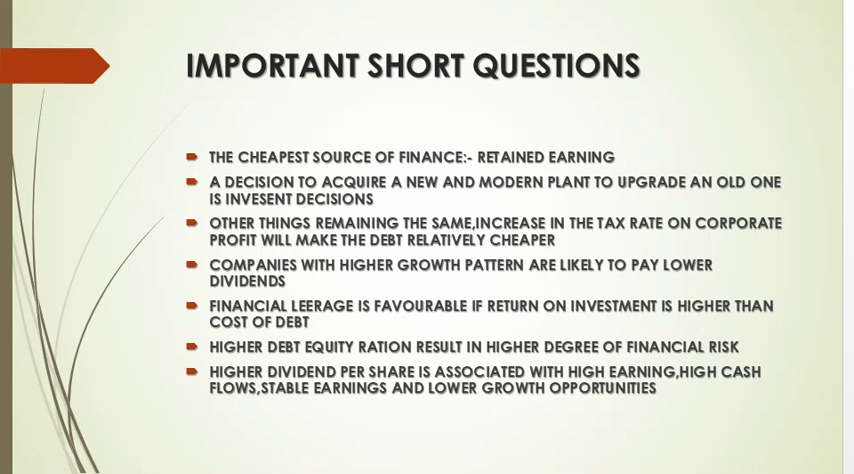 IMPORTANT SHORT QUESTIONS
THE CHEAPEST SOURCE OF FINANCE:- RETAINED EARNING
A DECISION TO ACQUIRE A NEW AND MODERN PLANT TO UPGRADE AN OLD ONE
IS INVESENT DECISIONS
OTHER THINGS REMAINING THE SAME,INCREASE IN THE TAX RATE ON CORPORATE
PROFIT WILL MAKE THE DEBT RELATIVELY CHEAPER
COMPANIES WITH HIGHER GROWTH PATTERN ARE LIKELY TO PAY LOWER
DIVIDENDS
FINANCIAL LEERAGE IS FAVOURABLE IF RETURN ON INVESTMENT IS HIGHER THAN
COST OF DEBT
HIGHER DEBT EQUITY RATION RESULT IN HIGHER DEGREE OF FINANCIAL RISK
HIGHER DIVIDEND PER SHARE IS ASSOCIATED WITH HIGH EARNING,HIGH CASH
FLOWS,STABLE EARNINGS AND LOWER GROWTH OPPORTUNITIES